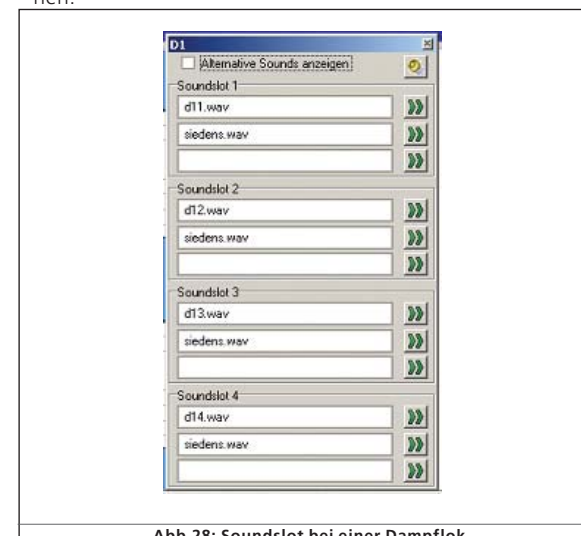 nen.
D1
Alternative Sounds anzeigen
Soundslot 1
d11.wav
siedens.wav
Soundslot 2
d12.wav
siedens.wav
Soundslot 3
d13.wav
siedens.wav
Soundslot 4
d14.wav
siedens.wav
Abb 28: Soundslot bei einer Dampflok